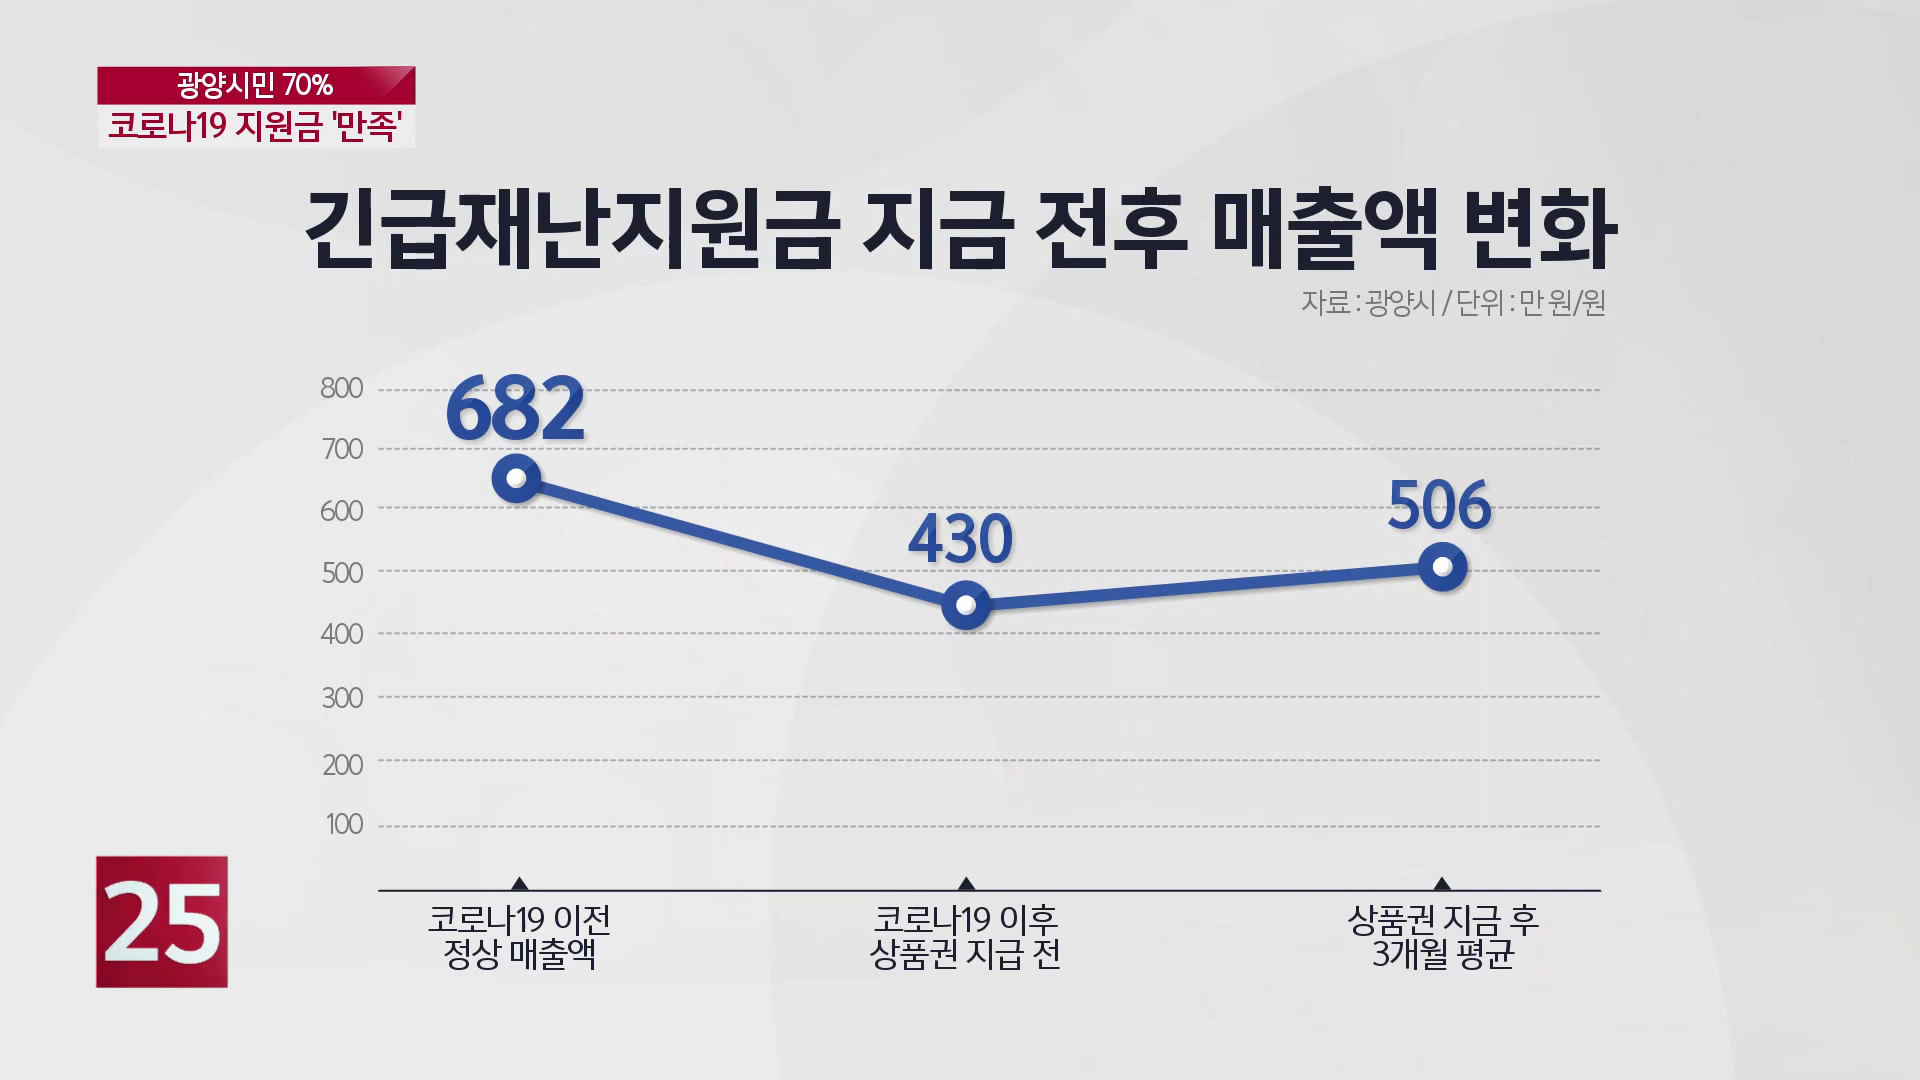 광양시민 70%
코로나19 지원금 '만족'
긴급재난지원금 지금 전후 매출액 변화
자료 : 광양시 / 단위 : 만 원/원
800
700
600
500
400
300
200
100
682
430
506
코로나19 이전
정상 매출액
코로나19 이후
상품권 지급 전
상품권 지금 후
3개월 평균
25